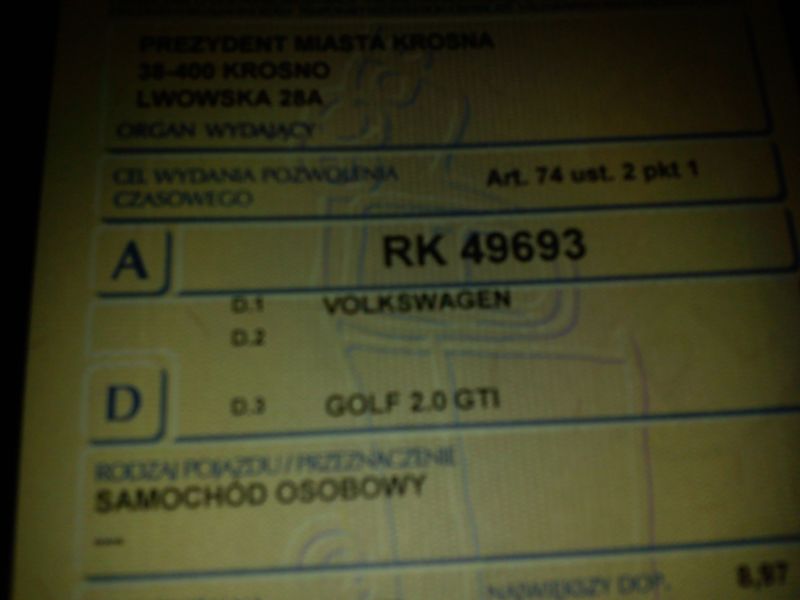 PREZYDENT MIASTA KROSNA
38-400 KROSNO
LWOWSKA 28A
ORGAN WYDAJĄCY
CEL WYDANIA POZWOLENIA CZASOWEGO
Art. 74 ust. 2 pkt 1
A RK 49693
D.1 VOLKSWAGEN
D.2
D
D.3 GOLF 2.0 GTI
RODZAJ POJAZDU / PRZEZNACZENIE
SAMOCHÓD OSOBOWY
---
NAJWIĘKSZY DOP. 8,97